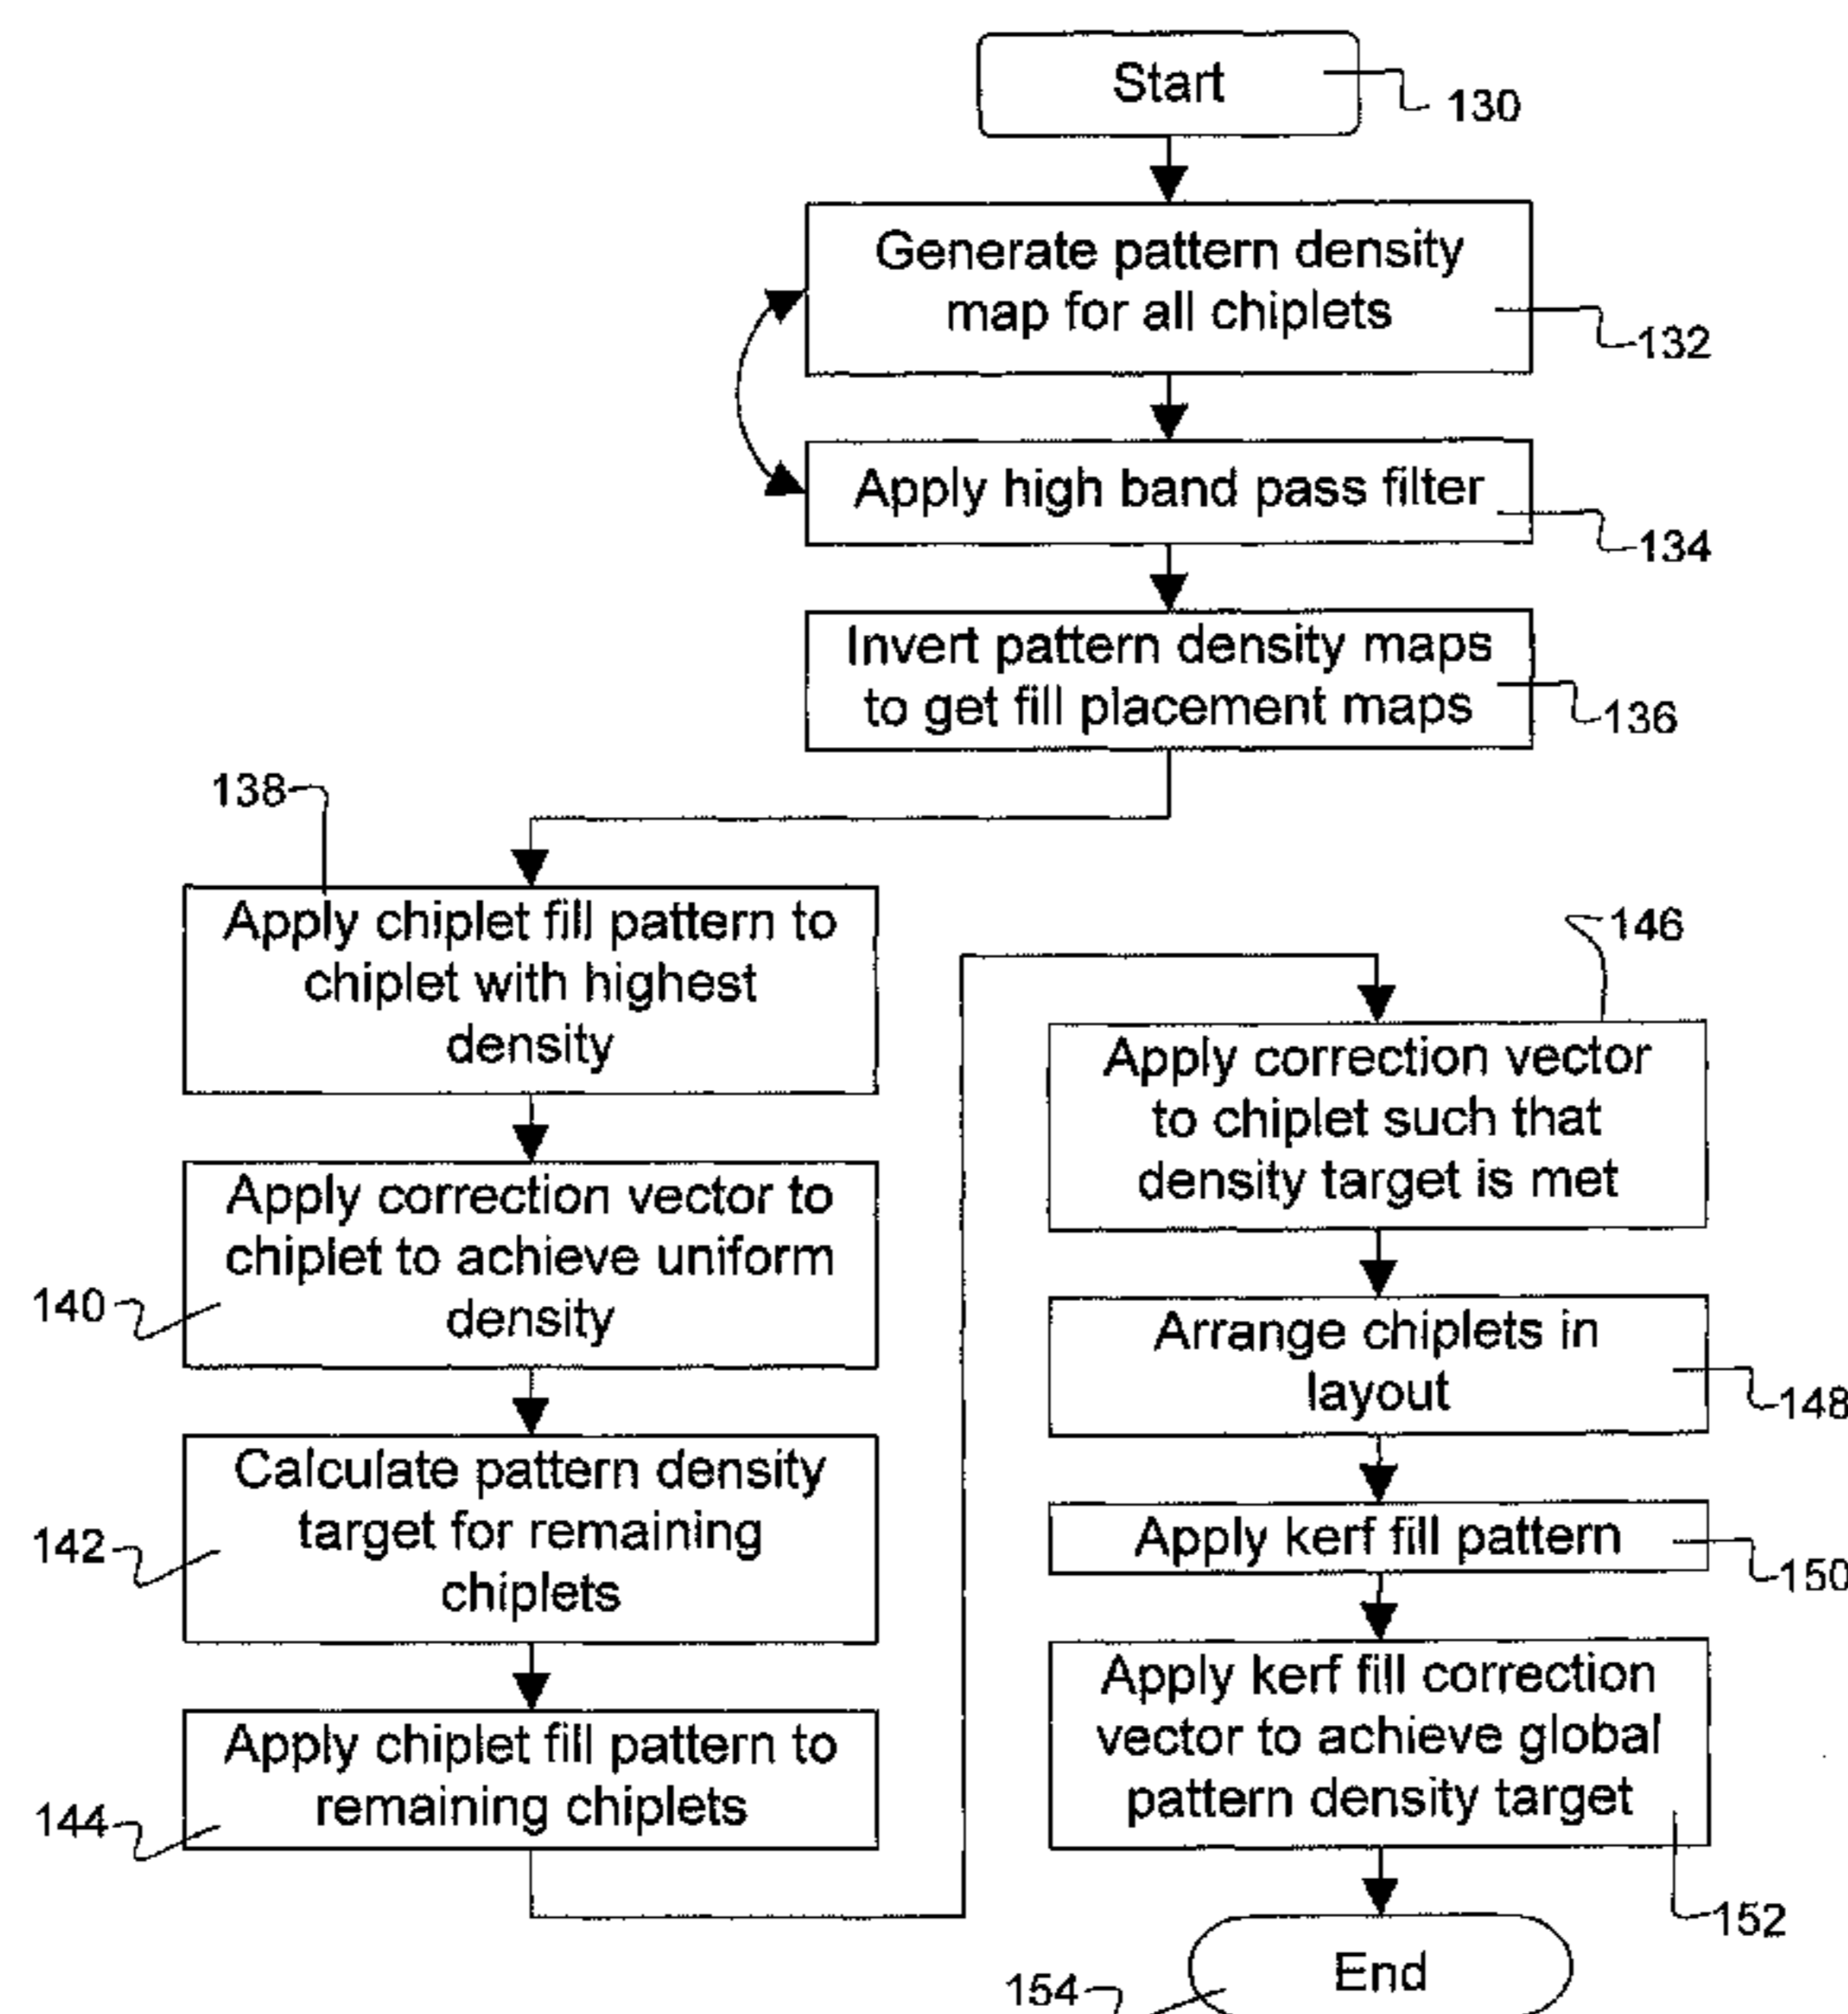 Start
130
Generate pattern density
map for all chiplets
132
Apply high band pass filter
134
Invert pattern density maps
to get fill placement maps
136
138
Apply chiplet fill pattern to
chiplet with highest
density
Apply correction vector to
chiplet to achieve uniform
density
140
Calculate pattern density
target for remaining
chiplets
142
Apply chiplet fill pattern to
remaining chiplets
144
146
Apply correction vector
to chiplet such that
density target is met
Arrange chiplets in
layout
148
Apply kerf fill pattern
150
Apply kerf fill correction
vector to achieve global
pattern density target
152
End
154